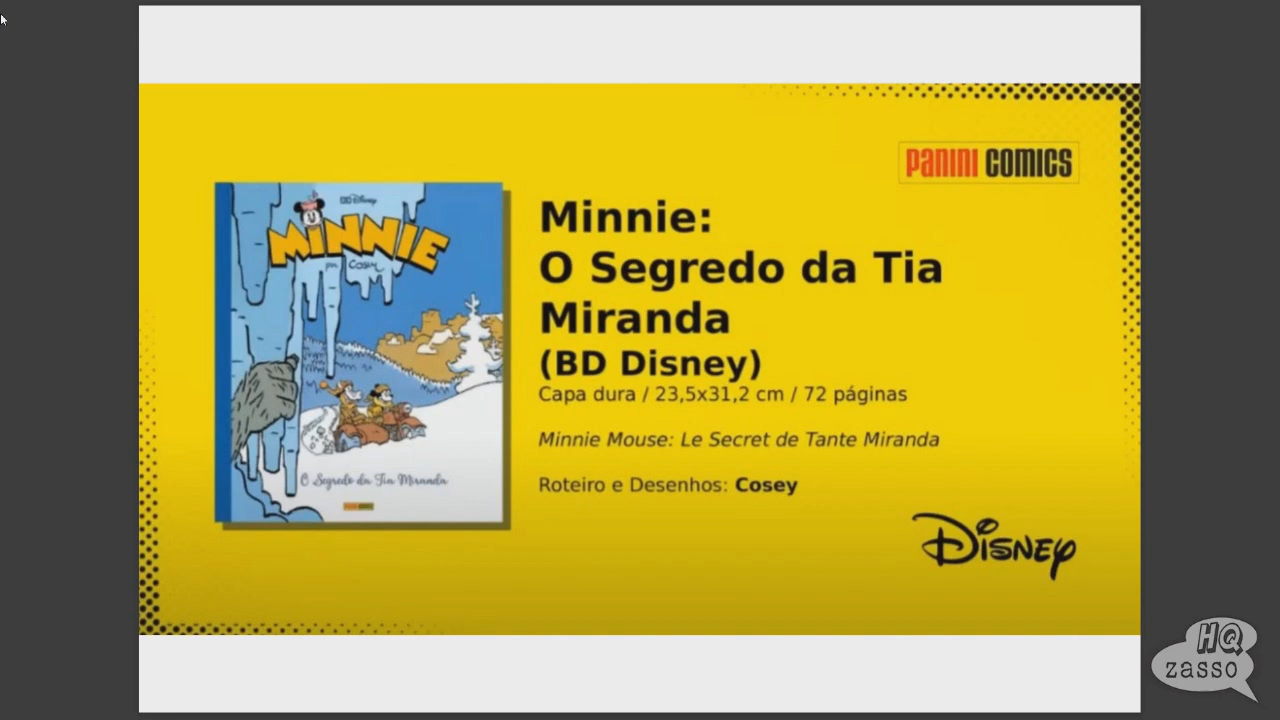 PANINI COMICS
Disney
MINNIE
por Cosey
O Segredo da Tia Miranda
Minnie:
O Segredo da Tia
Miranda
(BD Disney)
Capa dura / 23,5x31,2 cm / 72 páginas
Minnie Mouse: Le Secret de Tante Miranda
Roteiro e Desenhos: Cosey
Disney
HQ
zasso